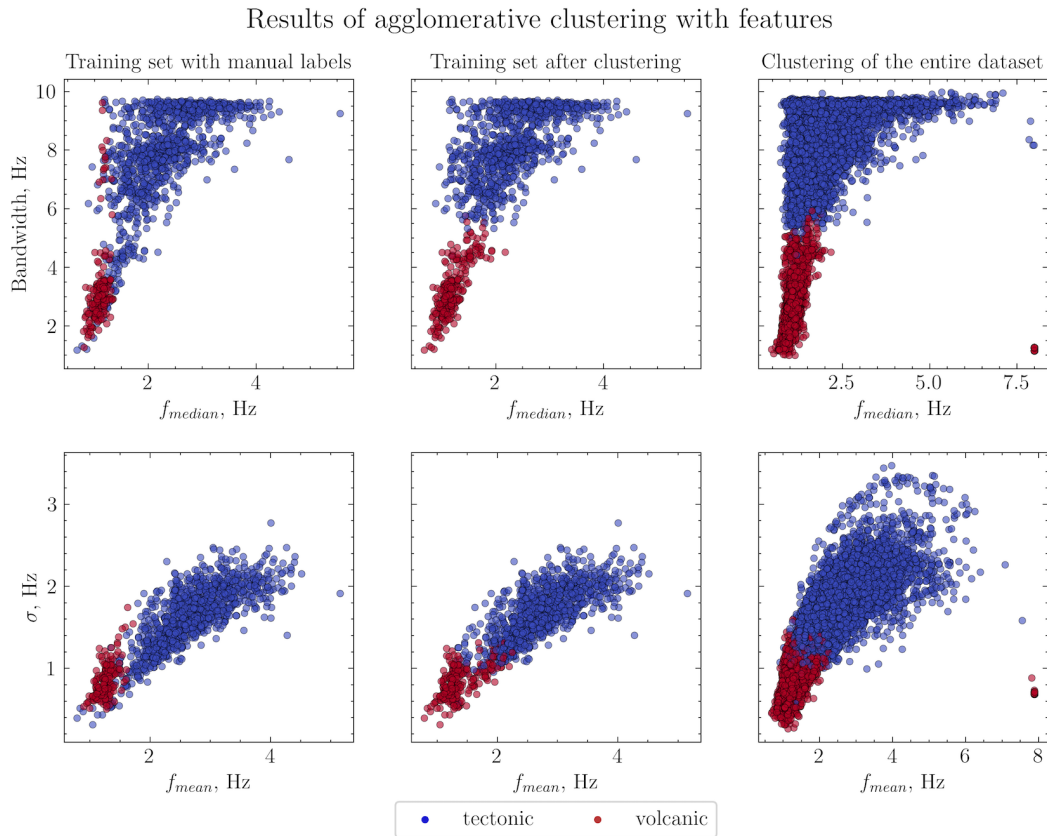 Results of agglomerative clustering with features
Training set with manual labels
Training set after clustering
Clustering of the entire dataset
Bandwidth, Hz
10
8
6
4
2
2
4
f_median, Hz
2
4
f_median, Hz
2.5
5.0
7.5
f_median, Hz
σ, Hz
3
2
1
2
4
f_mean, Hz
2
4
f_mean, Hz
2
4
6
8
f_mean, Hz
tectonic
volcanic